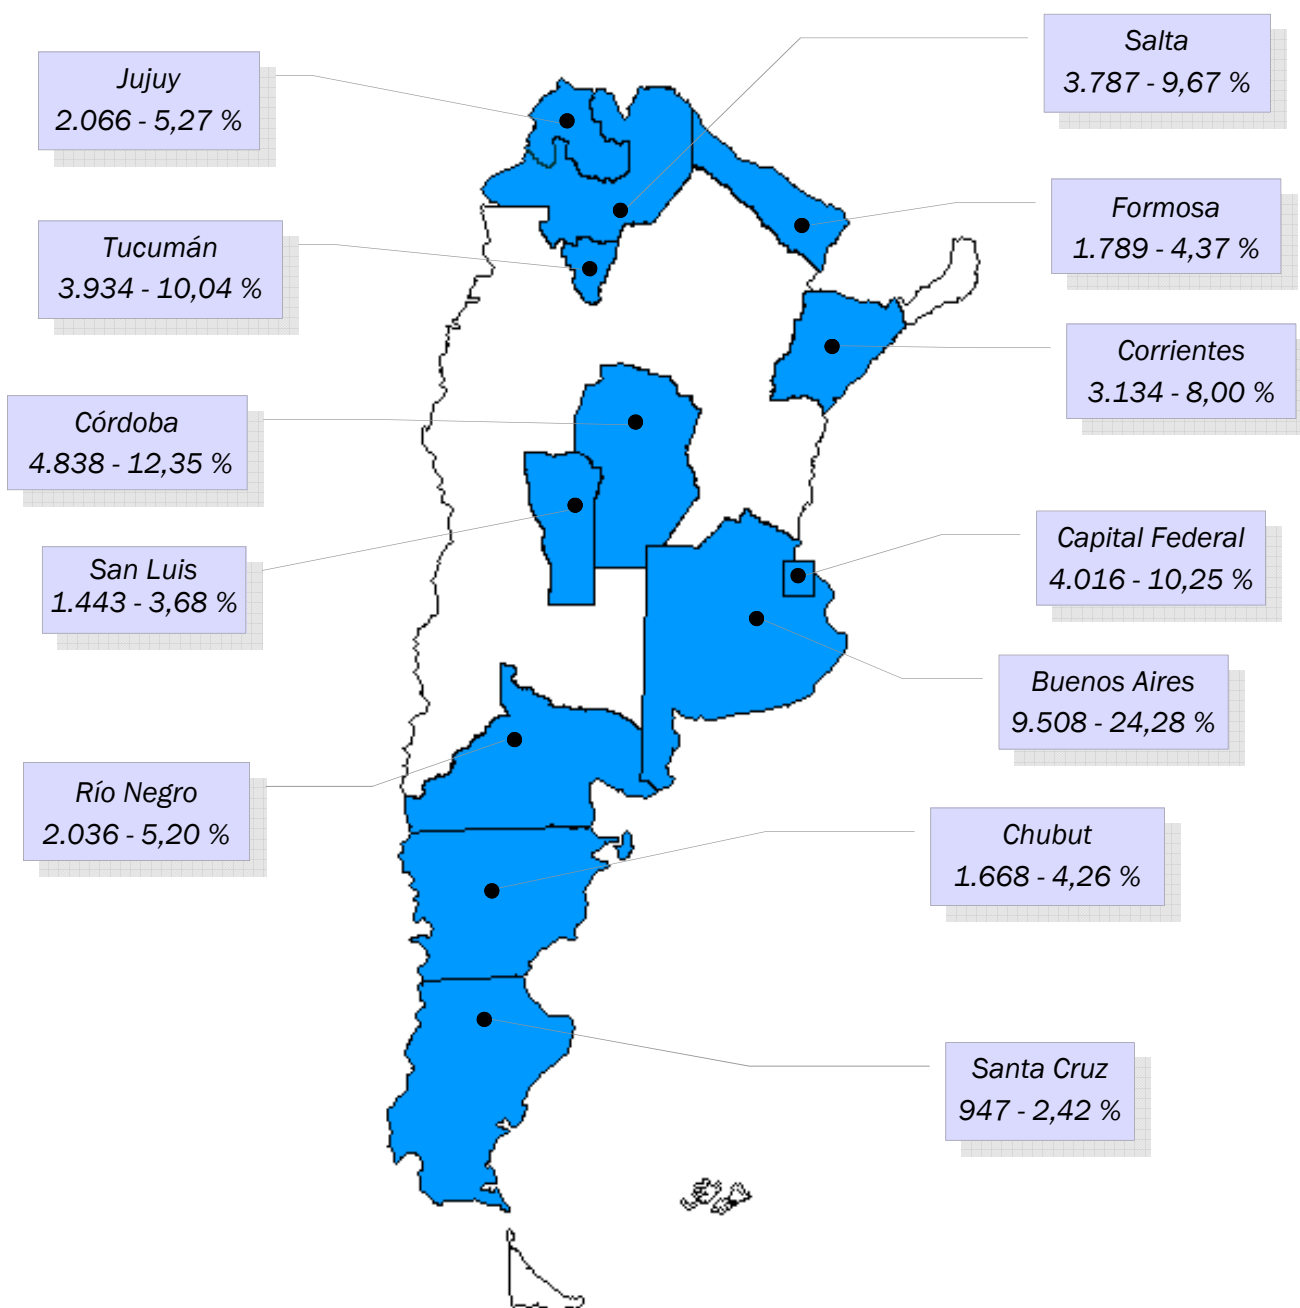 Jujuy
2.066 - 5,27 %
Salta
3.787 - 9,67 %
Tucumán
3.934 - 10,04 %
Formosa
1.789 - 4,37 %
Corrientes
3.134 - 8,00 %
Córdoba
4.838 - 12,35 %
San Luis
1.443 - 3,68 %
Capital Federal
4.016 - 10,25 %
Buenos Aires
9.508 - 24,28 %
Río Negro
2.036 - 5,20 %
Chubut
1.668 - 4,26 %
Santa Cruz
947 - 2,42 %